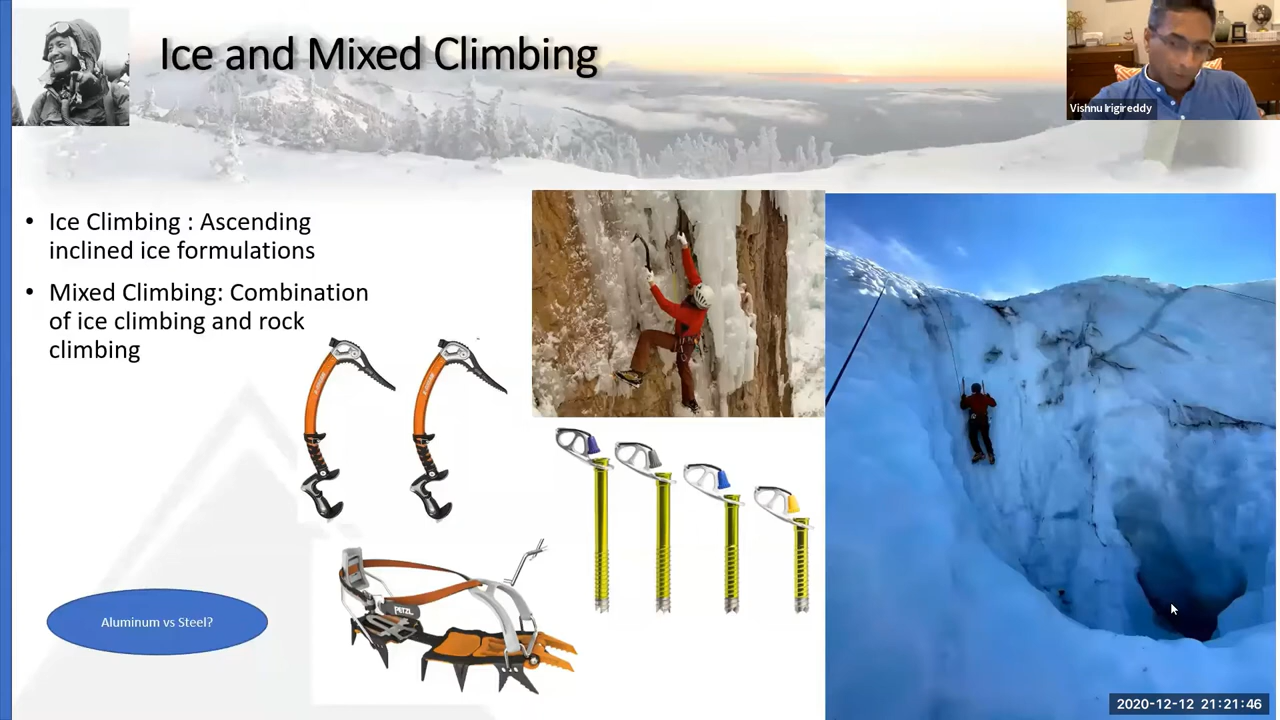 Ice and Mixed Climbing
Vishnu Irigireddy
• Ice Climbing : Ascending
inclined ice formulations
• Mixed Climbing: Combination
of ice climbing and rock
climbing
PETZL
Aluminum vs Steel?
2020-12-12 21:21:46